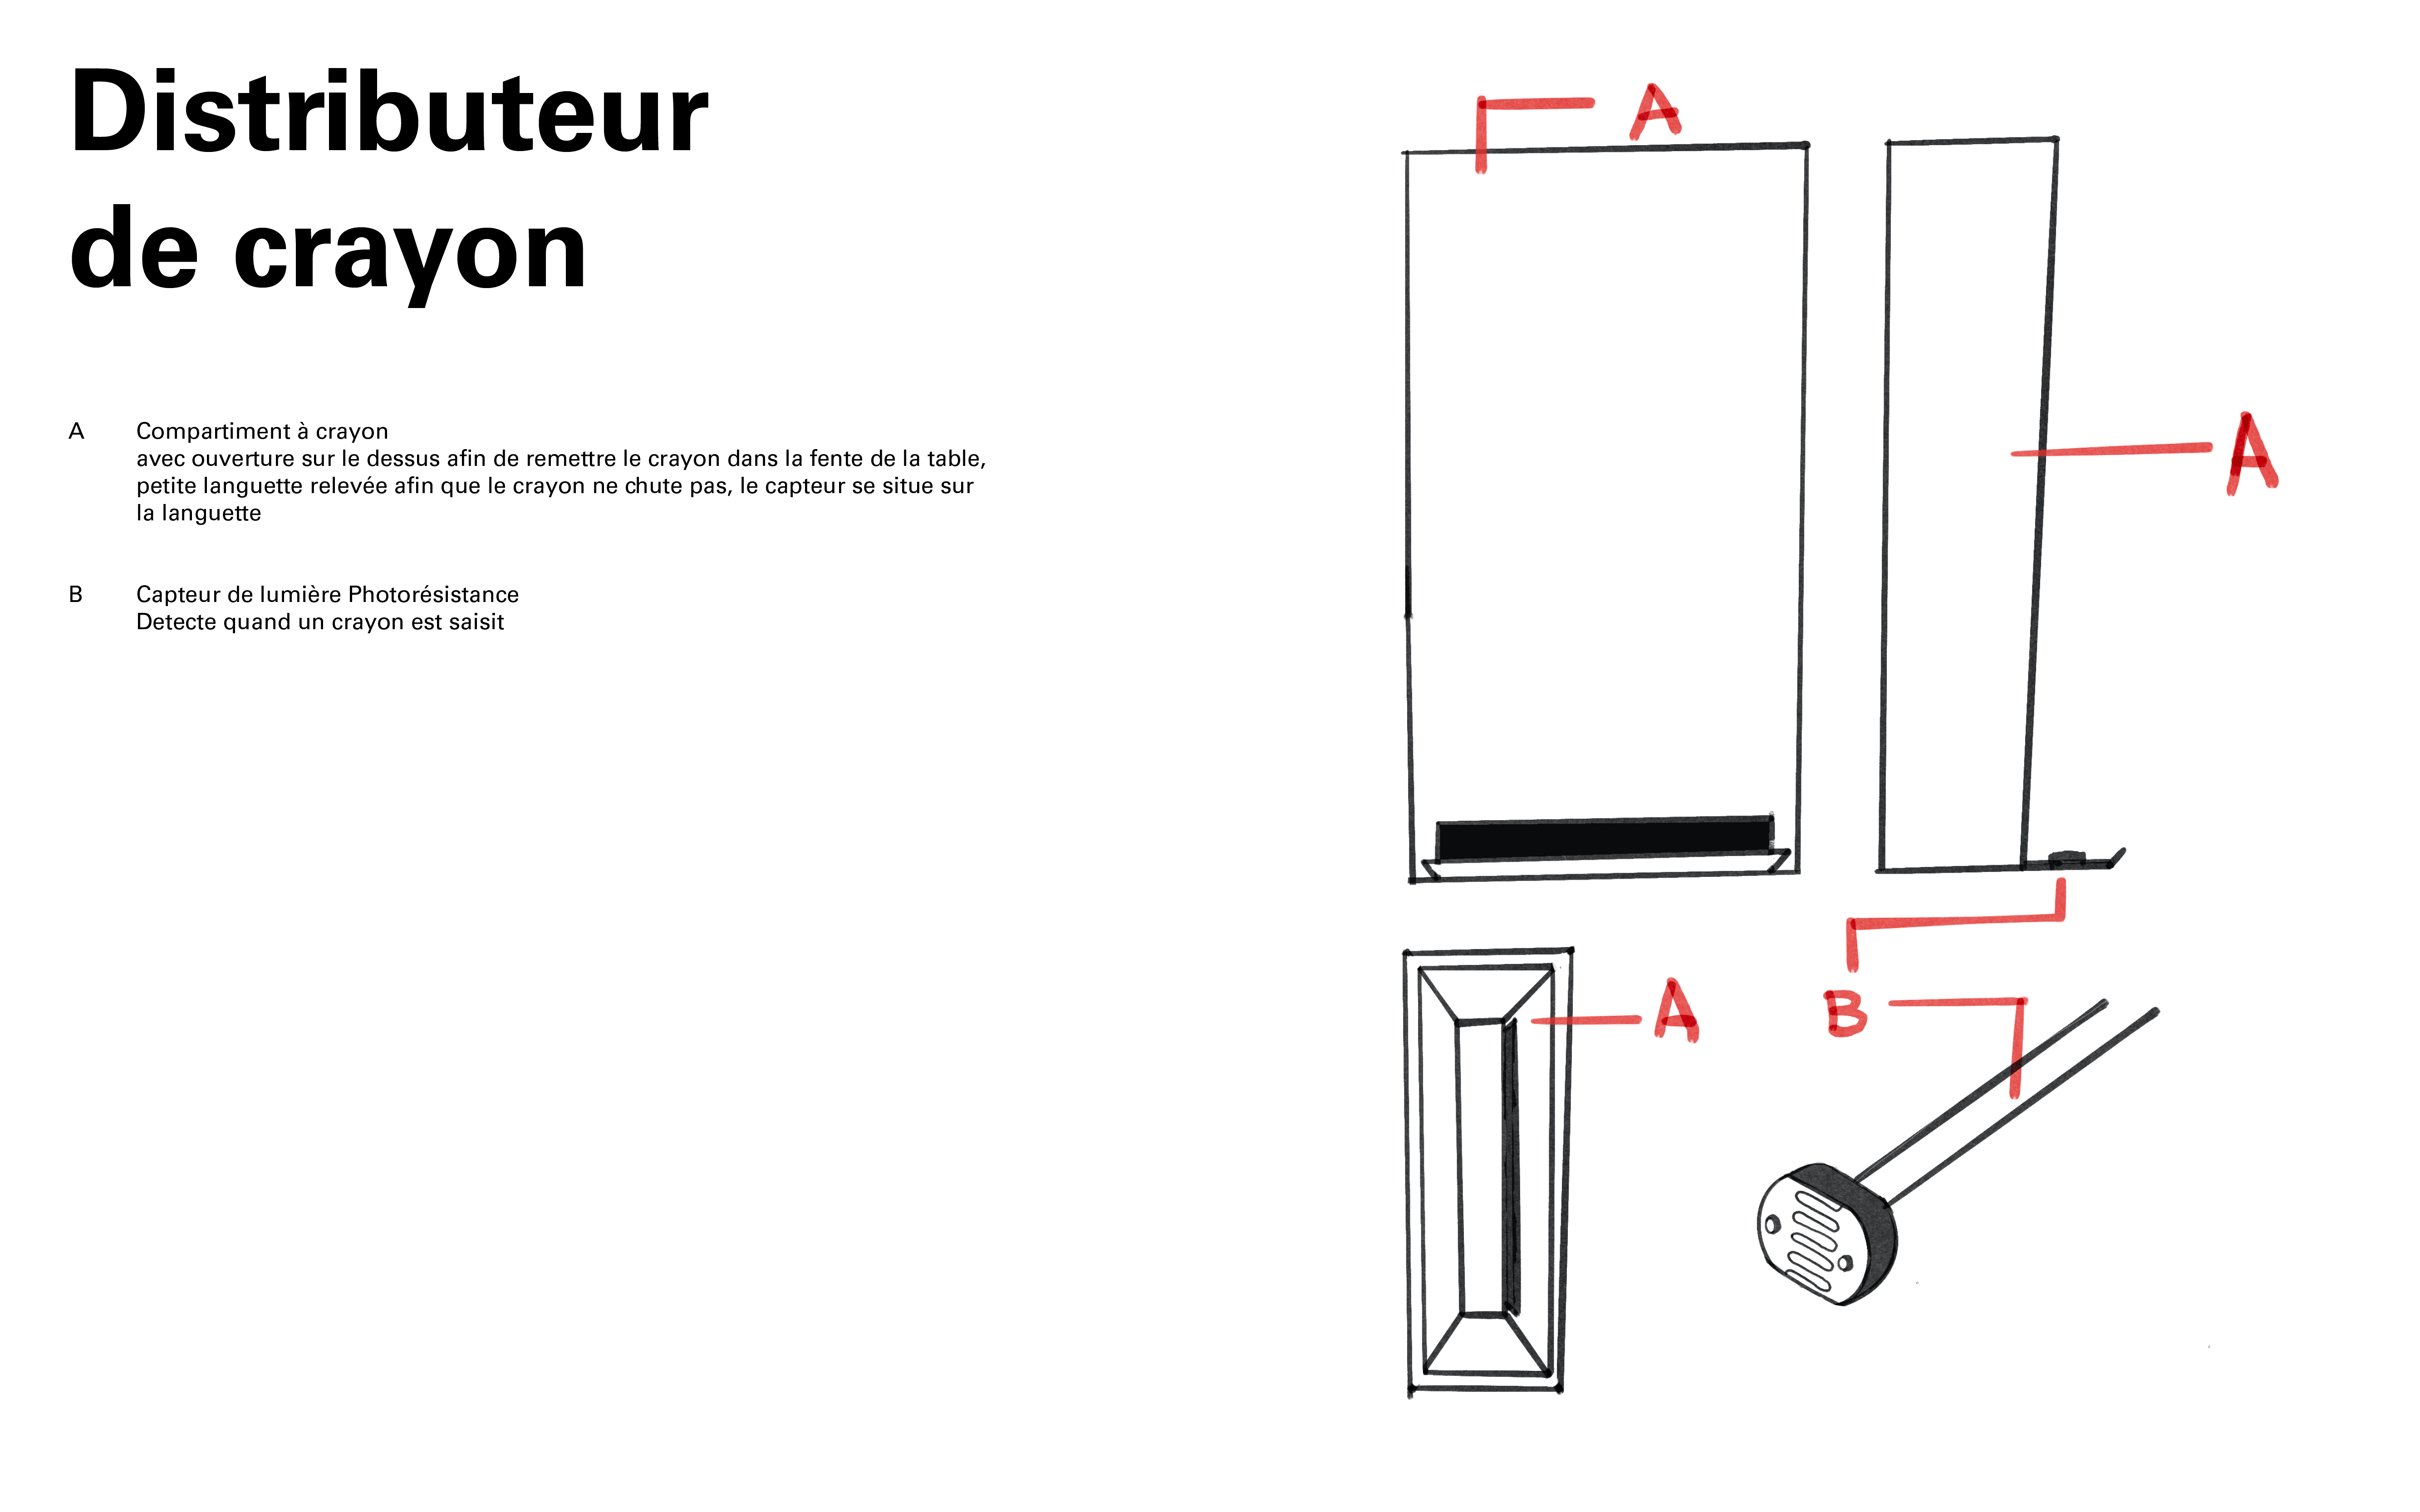 Distributeur
de crayon
A Compartiment à crayon
avec ouverture sur le dessus afin de remettre le crayon dans la fente de la table,
petite languette relevée afin que le crayon ne chute pas, le capteur se situe sur
la languette
B Capteur de lumière Photorésistance
Detecte quand un crayon est saisit
A
A
A
B